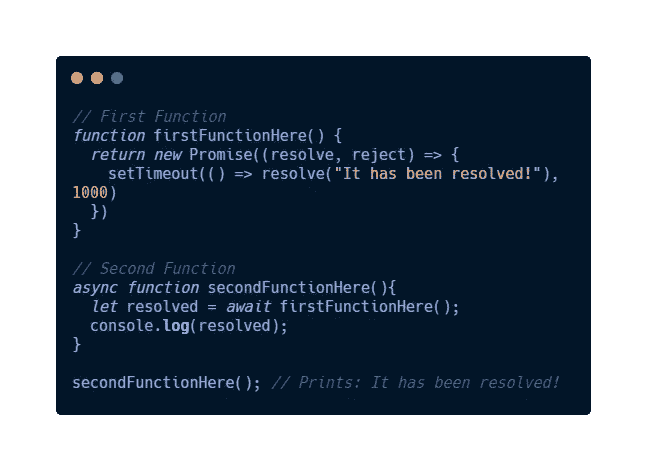 // First Function
function firstFunctionHere() {
  return new Promise((resolve, reject) => {
    setTimeout(() => resolve("It has been resolved!"),
1000)
  })
}

// Second Function
async function secondFunctionHere(){
  let resolved = await firstFunctionHere();
  console.log(resolved);
}

secondFunctionHere(); // Prints: It has been resolved!